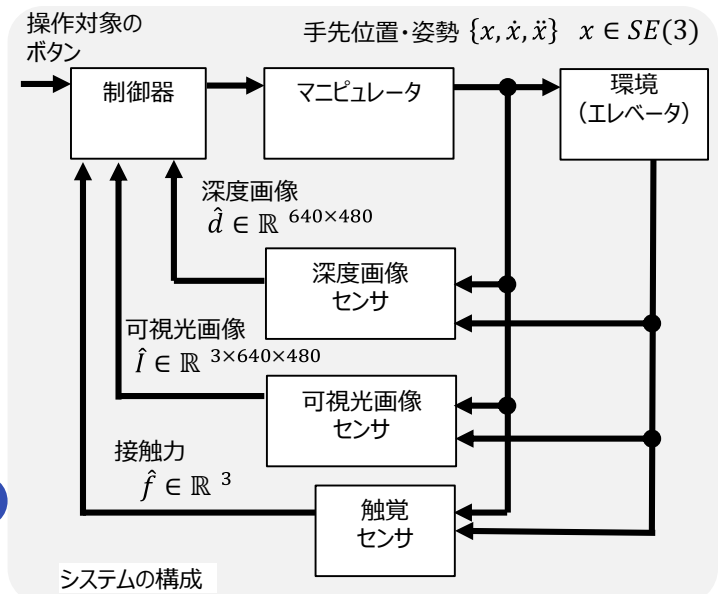 操作対象の
ボタン
手先位置・姿勢 {x, ẋ, ẍ} x ∈ SE(3)
制御器
マニピュレータ
環境
(エレベータ)
深度画像
d̂ ∈ ℝ 640×480
深度画像
センサ
可視光画像
Î ∈ ℝ 3×640×480
可視光画像
センサ
接触力
f̂ ∈ ℝ 3
触覚
センサ
システムの構成